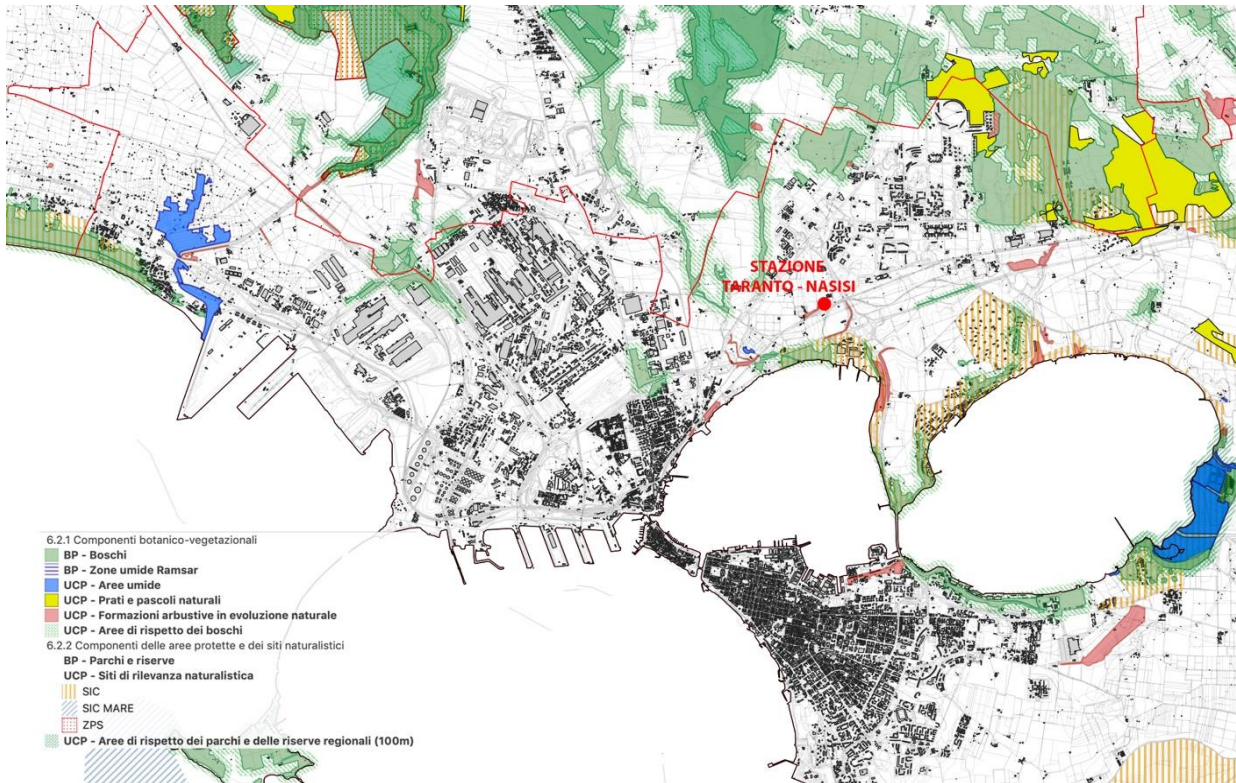 STAZIONE
TARANTO - NASISI
6.2.1 Componenti botanico-vegetazionali
BP - Boschi
BP - Zone umide Ramsar
UCP - Aree umide
UCP - Prati e pascoli naturali
UCP - Formazioni arbustive in evoluzione naturale
UCP - Aree di rispetto dei boschi
6.2.2 Componenti delle aree protette e dei siti naturalistici
BP - Parchi e riserve
UCP - Siti di rilevanza naturalistica
SIC
SIC MARE
ZPS
UCP - Aree di rispetto dei parchi e delle riserve regionali (100m)